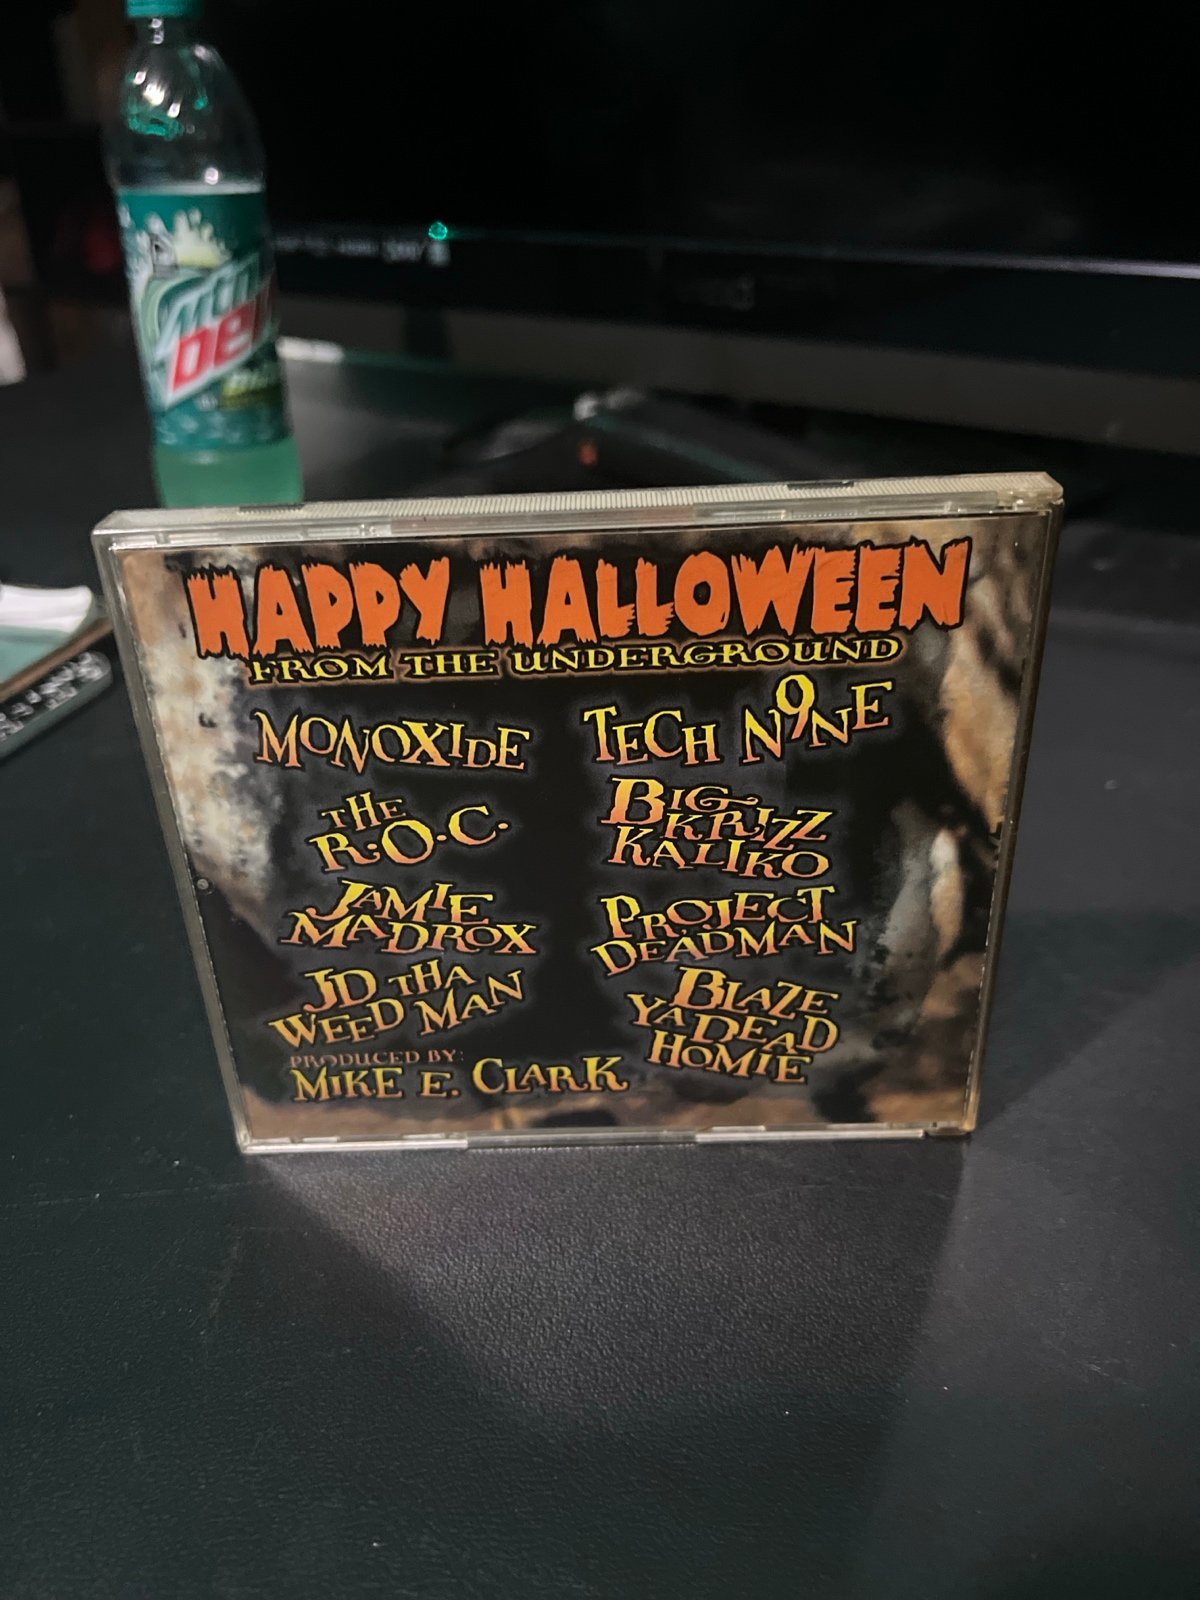 Mtn
DEW
HAPPY HALLOWEEN
FROM THE UNDERGROUND
MONOXIDE
THE
R.O.C.
JAMIE
MADROX
JD THA
WEED MAN
PRODUCED BY:
MIKE E. CLARK
TECH N9NE
BIG
KRIZZ
KALIKO
PROJECT
DEADMAN
BLAZE
YA DEAD
HOMIE